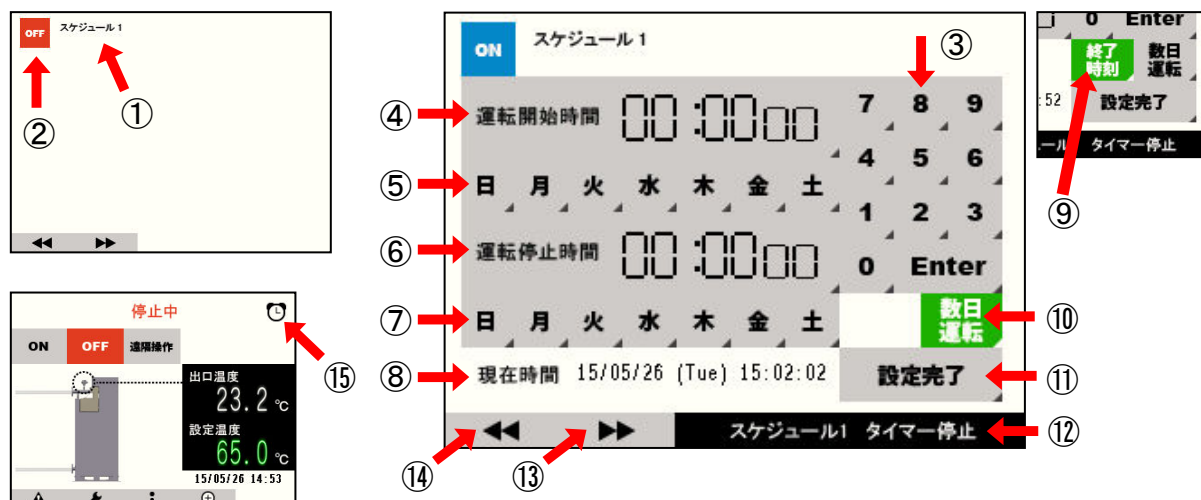 OFF スケジュール 1
②
①
◀◀ ▶▶
停止中
ON OFF 遠隔操作
出口温度
23.2 ℃
設定温度
65.0 ℃
15/05/26 14:53
⑮
ON スケジュール 1
③
④ 運転開始時間 00:00 00
7 8 9
⑤ 日 月 火 水 木 金 土
4 5 6
⑥ 運転停止時間 00:00 00
1 2 3
0 Enter
⑦ 日 月 火 水 木 金 土
数日
運転
⑩
⑧ 現在時間 15/05/26 (Tue) 15:02:02
設定完了 ⑪
◀◀ ▶▶ スケジュール1 タイマー停止 ⑫
⑭ ⑬
0 Enter
終了
時刻
数日
運転
:52 設定完了
ール タイマー停止
⑨